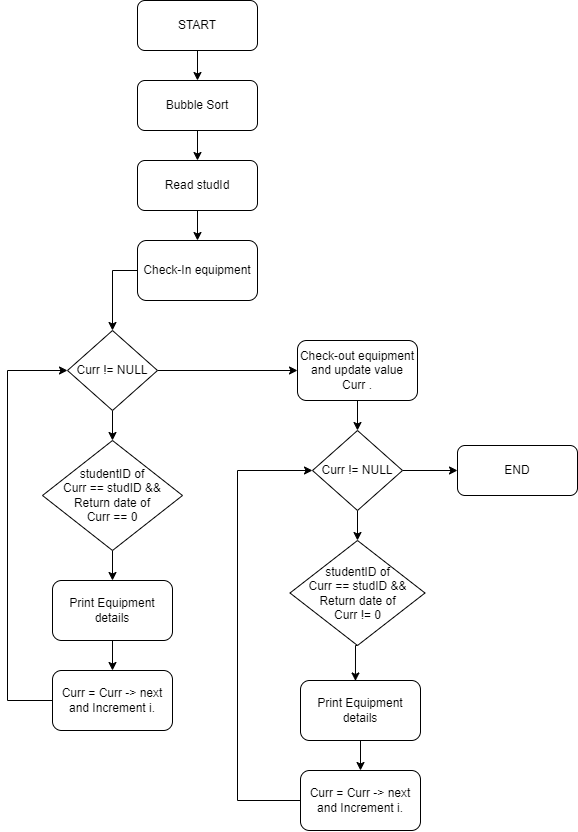 START
Bubble Sort
Read studId
Check-In equipment
Curr != NULL
studentID of
Curr == studID &&
Return date of
Curr == 0
Print Equipment
details
Curr = Curr -> next
and Increment i.
Check-out equipment
and update value
Curr .
Curr != NULL
END
studentID of
Curr == studID &&
Return date of
Curr != 0
Print Equipment
details
Curr = Curr -> next
and Increment i.